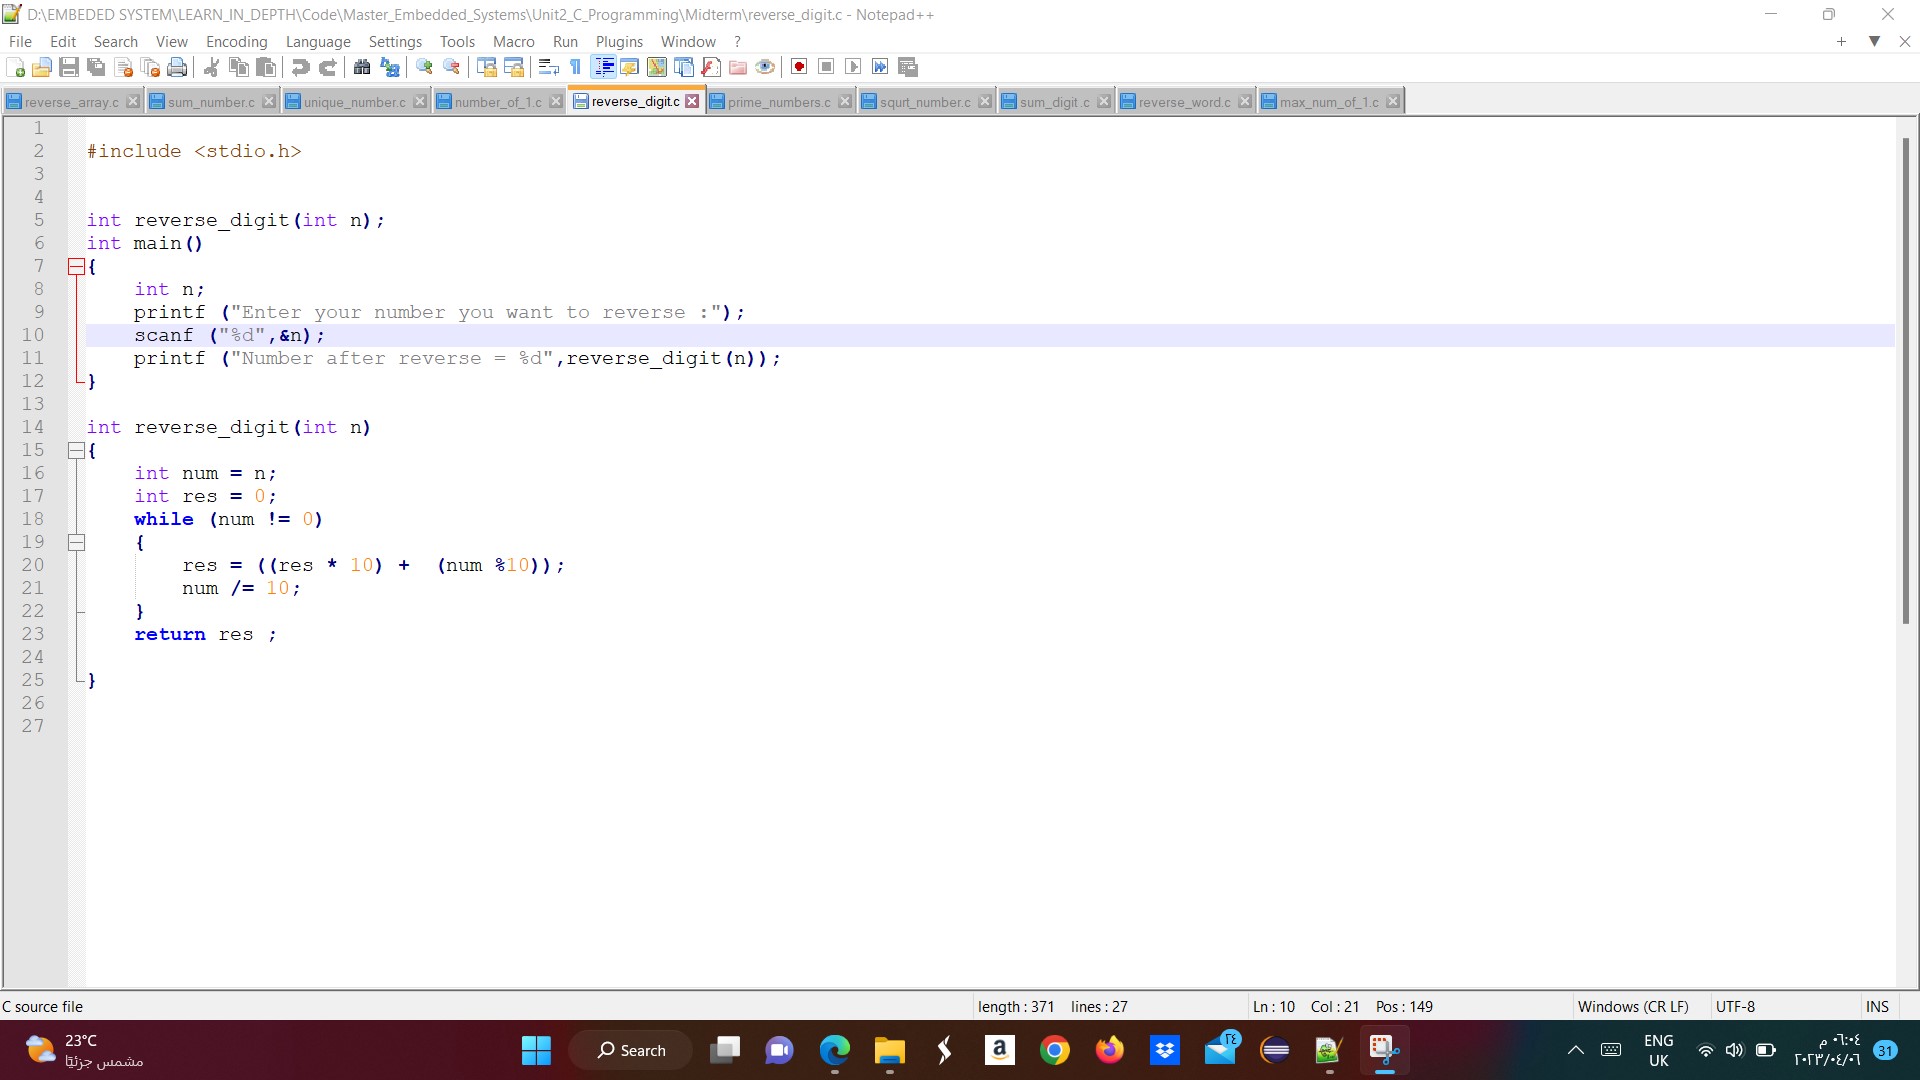 D:\EMBEDED SYSTEM\LEARN_IN_DEPTH\Code\Master_Embedded_Systems\Unit2_C_Programming\Midterm\reverse_digit.c - Notepad++
File Edit Search View Encoding Language Settings Tools Macro Run Plugins Window ?
reverse_array.c sum_number.c unique_number.c number_of_1.c reverse_digit.c prime_numbers.c squrt_number.c sum_digit .c reverse_word.c max_num_of_1.c
1
2 #include <stdio.h>
3
4
5 int reverse_digit(int n);
6 int main()
7 {
8 int n;
9 printf ("Enter your number you want to reverse :");
10 scanf ("%d",&n);
11 printf ("Number after reverse = %d",reverse_digit(n));
12 }
13
14 int reverse_digit(int n)
15 {
16 int num = n;
17 int res = 0;
18 while (num != 0)
19 {
20 res = ((res * 10) +  (num %10));
21 num /= 10;
22 }
23 return res ;
24
25 }
26
27
C source file length : 371 lines : 27 Ln : 10 Col : 21 Pos : 149 Windows (CR LF) UTF-8 INS
23°C
مشمس جزئيًا
Search
a
٢٤
ENG
UK
٠٦:٠٤ م
٢٠٢٣/٠٤/٠٦
31